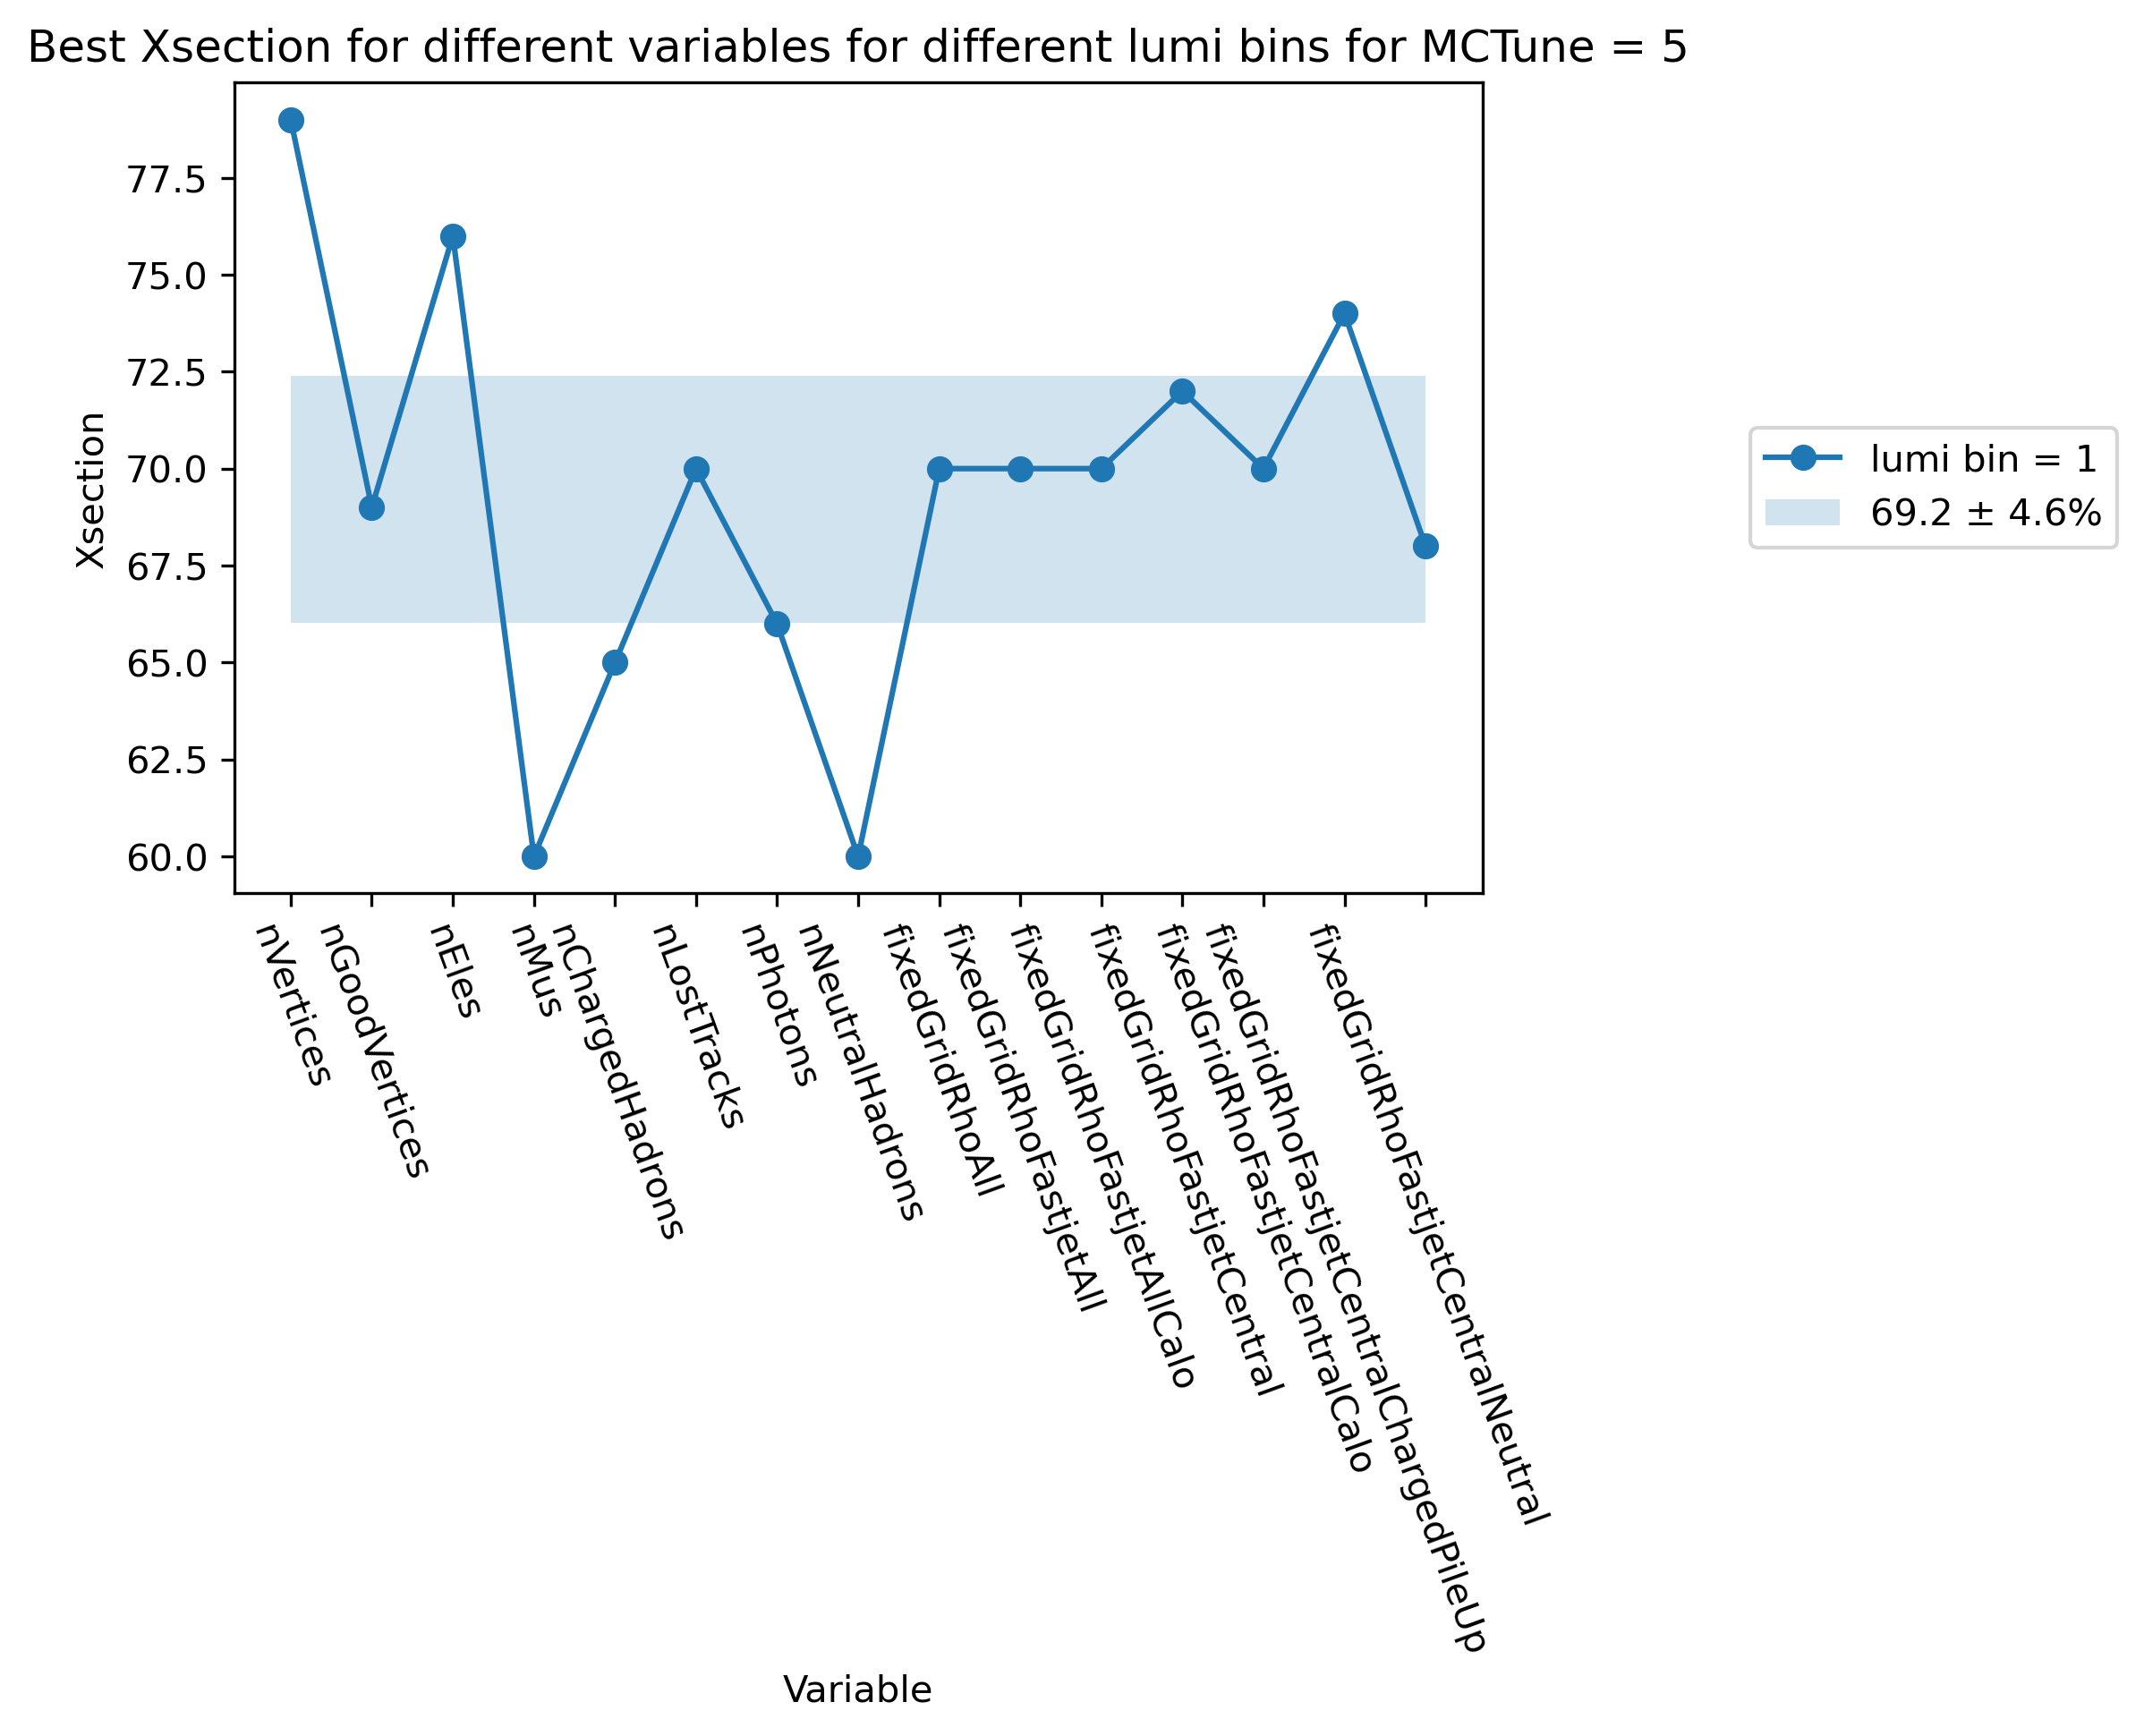 Best Xsection for different variables for different lumi bins for MCTune = 5
Xsection
77.5
75.0
72.5
70.0
67.5
65.0
62.5
60.0
lumi bin = 1
69.2 ± 4.6%
nVertices
nGoodVertices
nEles
nMus
nChargedHadrons
nLostTracks
nPhotons
nNeutralHadrons
fixedGridRhoAll
fixedGridRhoFastjetAll
fixedGridRhoFastjetAllCalo
fixedGridRhoFastjetCentral
fixedGridRhoFastjetCentralCalo
fixedGridRhoFastjetCentralChargedPileUp
fixedGridRhoFastjetCentralNeutral
Variable